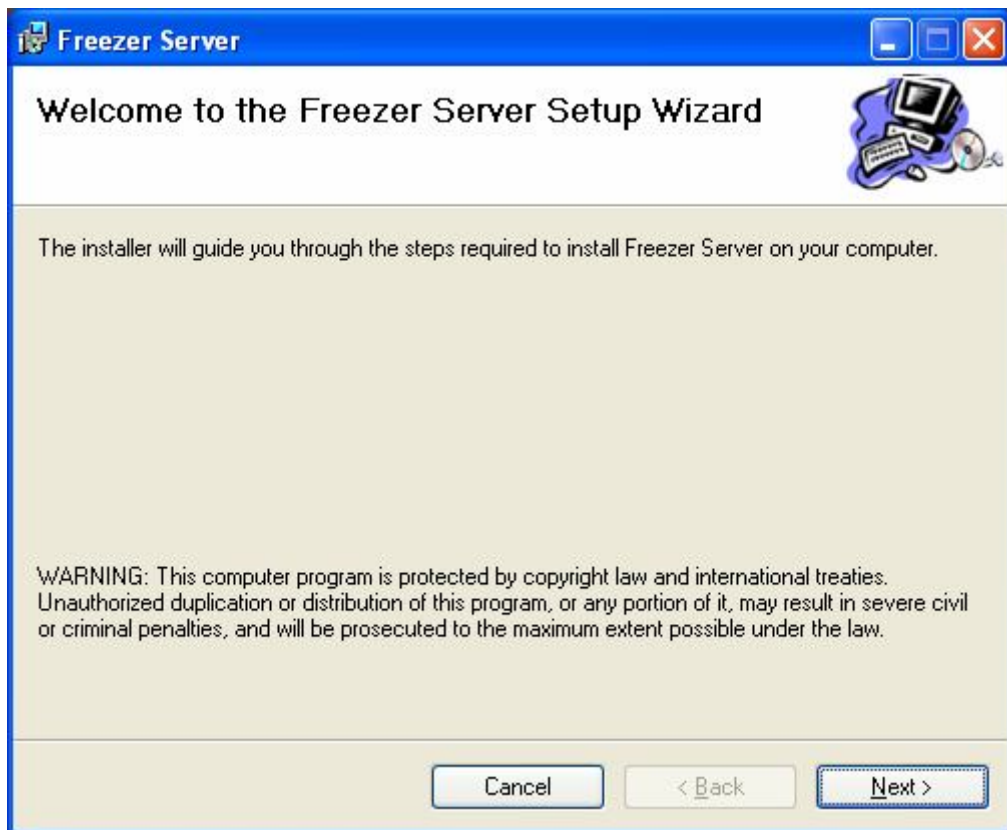 Freezer Server
Welcome to the Freezer Server Setup Wizard
The installer will guide you through the steps required to install Freezer Server on your computer.
WARNING: This computer program is protected by copyright law and international treaties.
Unauthorized duplication or distribution of this program, or any portion of it, may result in severe civil
or criminal penalties, and will be prosecuted to the maximum extent possible under the law.
Cancel
< Back
Next >